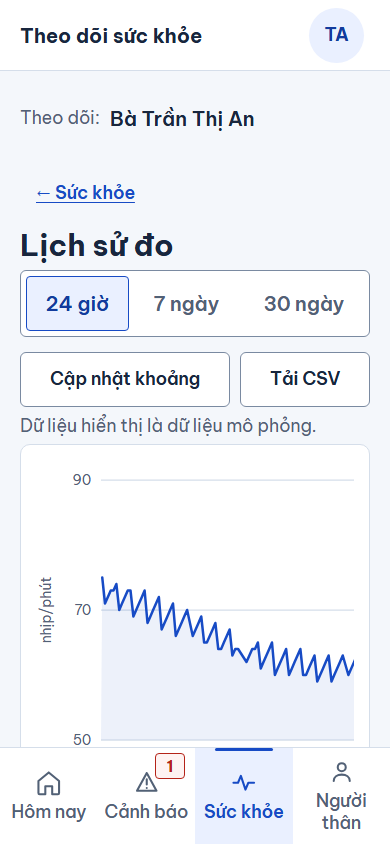 Theo dõi sức khỏe
TA
Theo dõi: Bà Trần Thị An
← Sức khỏe
Lịch sử đo
24 giờ
7 ngày
30 ngày
Cập nhật khoảng
Tải CSV
Dữ liệu hiển thị là dữ liệu mô phỏng.
90
nhịp/phút
70
50
Hôm nay
1
Cảnh báo
Sức khỏe
Người
thân